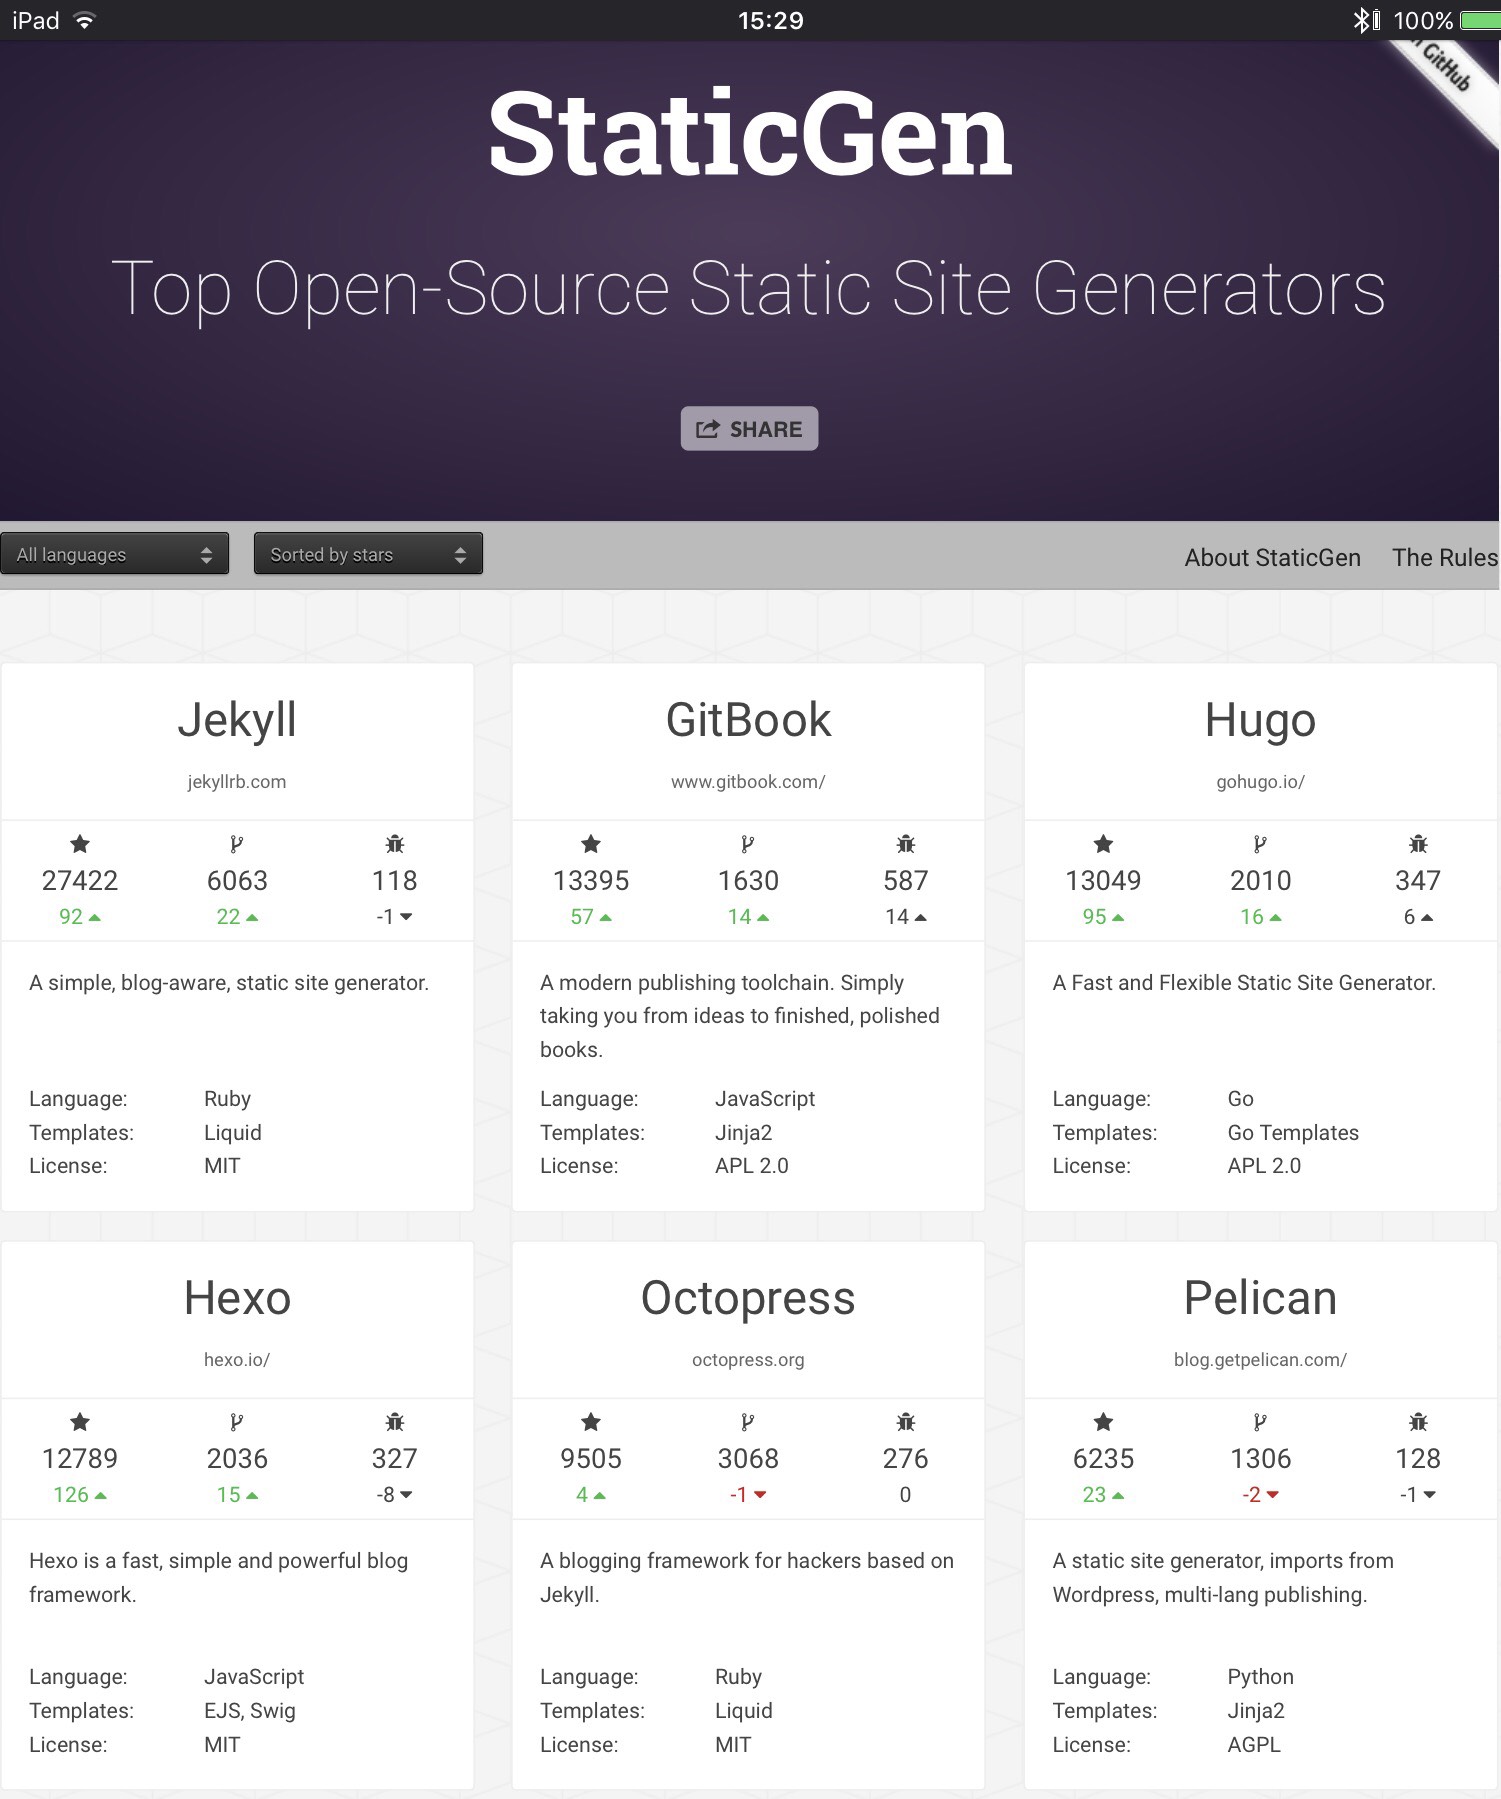 iPad 15:29 100%
GitHub
StaticGen
Top Open-Source Static Site Generators
SHARE
All languages Sorted by stars About StaticGen The Rules
Jekyll
jekyllrb.com
27422 6063 118
92 22 -1
A simple, blog-aware, static site generator.
Language: Ruby
Templates: Liquid
License: MIT
GitBook
www.gitbook.com/
13395 1630 587
57 14 14
A modern publishing toolchain. Simply
taking you from ideas to finished, polished
books.
Language: JavaScript
Templates: Jinja2
License: APL 2.0
Hugo
gohugo.io/
13049 2010 347
95 16 6
A Fast and Flexible Static Site Generator.
Language: Go
Templates: Go Templates
License: APL 2.0
Hexo
hexo.io/
12789 2036 327
126 15 -8
Hexo is a fast, simple and powerful blog
framework.
Language: JavaScript
Templates: EJS, Swig
License: MIT
Octopress
octopress.org
9505 3068 276
4 -1 0
A blogging framework for hackers based on
Jekyll.
Language: Ruby
Templates: Liquid
License: MIT
Pelican
blog.getpelican.com/
6235 1306 128
23 -2 -1
A static site generator, imports from
Wordpress, multi-lang publishing.
Language: Python
Templates: Jinja2
License: AGPL